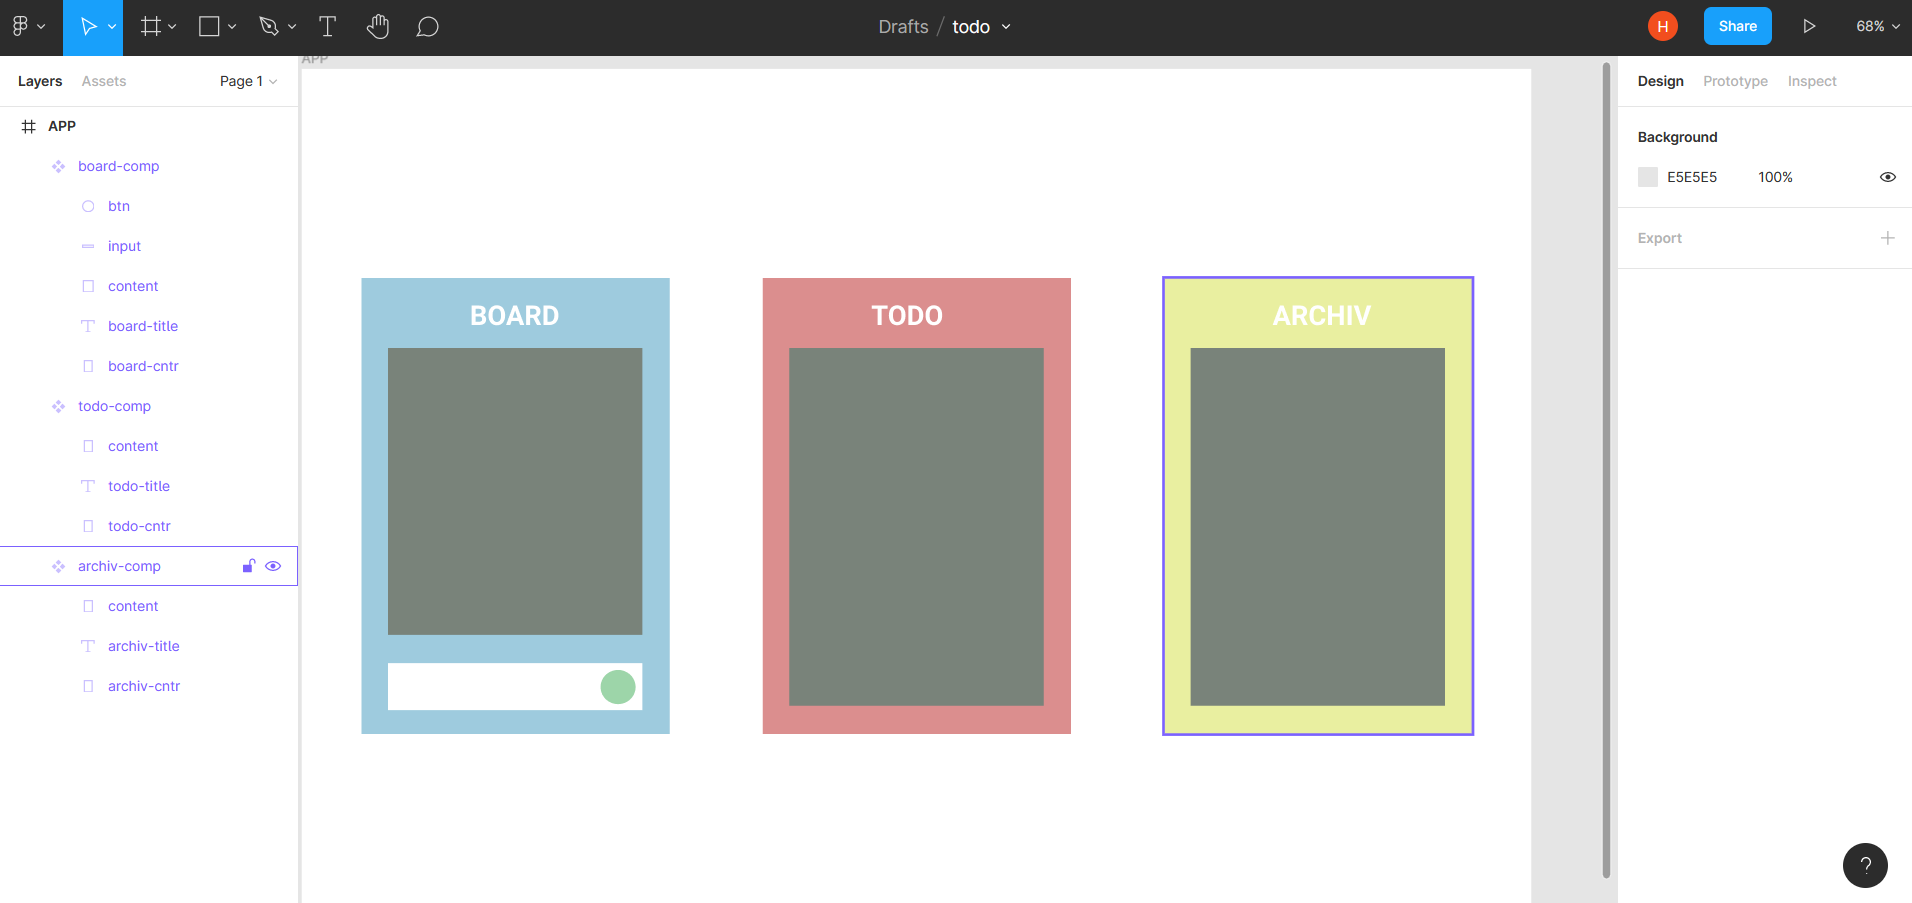 Drafts / todo
H
Share
68%
Layers Assets Page 1
APP
board-comp
btn
input
content
board-title
board-cntr
todo-comp
content
todo-title
todo-cntr
archiv-comp
content
archiv-title
archiv-cntr
APP
BOARD
TODO
ARCHIV
Design Prototype Inspect
Background
E5E5E5 100%
Export
?